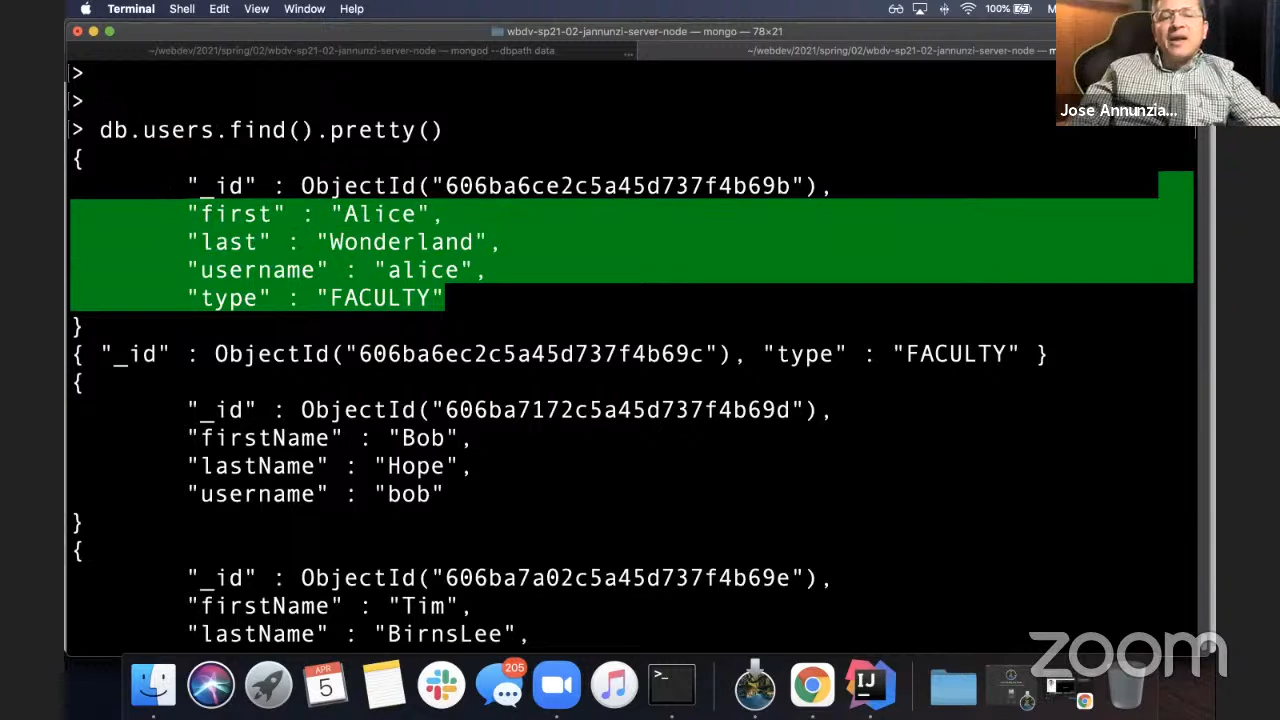 Terminal Shell Edit View Window Help 100% M
wbdv-sp21-02-jannunzi-server-node — mongo — 78×21
~/webdev/2021/spring/02/wbdv-sp21-02-jannunzi-server-node — mongod --dbpath data ... ~/webdev/2021/spring/02/wbdv-sp21-02-jannunzi-server-node — m
Jose Annunzia...
>
>
> db.users.find().pretty()
{
"_id" : ObjectId("606ba6ce2c5a45d737f4b69b"),
"first" : "Alice",
"last" : "Wonderland",
"username" : "alice",
"type" : "FACULTY"
}
{ "_id" : ObjectId("606ba6ec2c5a45d737f4b69c"), "type" : "FACULTY" }
{
"_id" : ObjectId("606ba7172c5a45d737f4b69d"),
"firstName" : "Bob",
"lastName" : "Hope",
"username" : "bob"
}
{
"_id" : ObjectId("606ba7a02c5a45d737f4b69e"),
"firstName" : "Tim",
"lastName" : "BirnsLee",
zoom
APR
5
205
>_
IJ